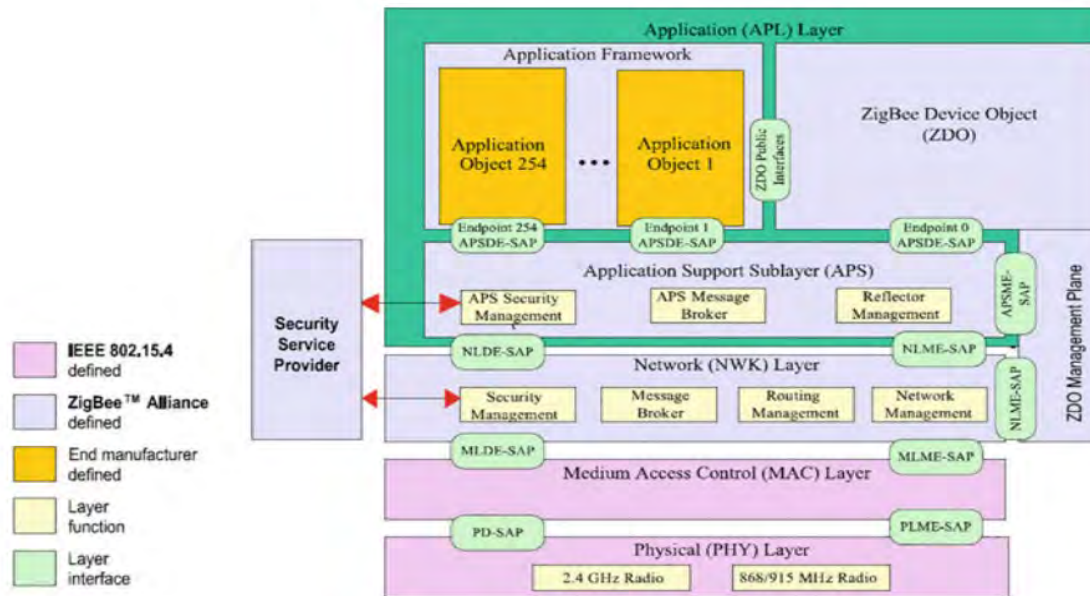 Application (APL) Layer
Application Framework
Application
Object 254
...
Application
Object 1
ZDO Public
Interfaces
ZigBee Device Object
(ZDO)
Endpoint 254
APSDE-SAP
Endpoint 1
APSDE-SAP
Endpoint 0
APSDE-SAP
Application Support Sublayer (APS)
APS Security
Management
APS Message
Broker
Reflector
Management
APSME-
SAP
Security
Service
Provider
NLDE-SAP
NLME-SAP
Network (NWK) Layer
Security
Management
Message
Broker
Routing
Management
Network
Management
NLME-SAP
ZDO Management Plane
MLDE-SAP
MLME-SAP
Medium Access Control (MAC) Layer
PD-SAP
PLME-SAP
Physical (PHY) Layer
2.4 GHz Radio
868/915 MHz Radio
IEEE 802.15.4
defined
ZigBee™ Alliance
defined
End manufacturer
defined
Layer
function
Layer
interface